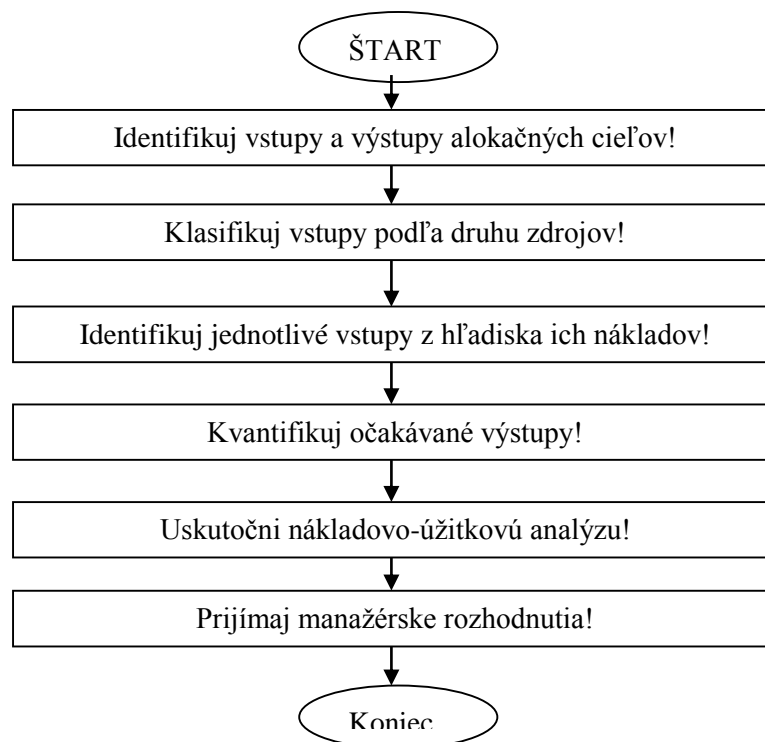 ŠTART
Identifikuj vstupy a výstupy alokačných cieľov!
Klasifikuj vstupy podľa druhu zdrojov!
Identifikuj jednotlivé vstupy z hľadiska ich nákladov!
Kvantifikuj očakávané výstupy!
Uskutočni nákladovo-úžitkovú analýzu!
Prijímaj manažérske rozhodnutia!
Koniec